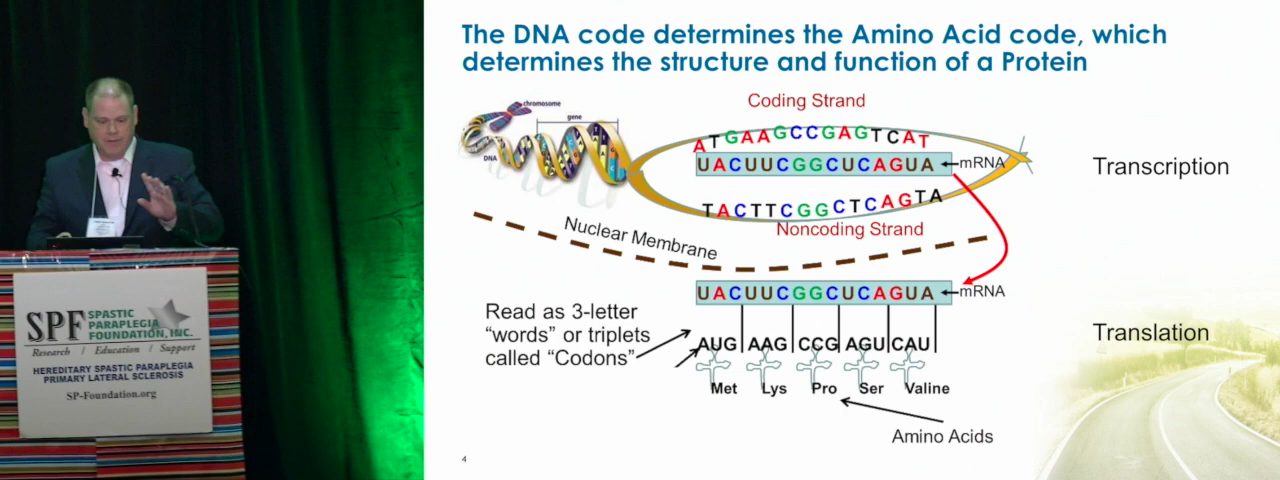 The DNA code determines the Amino Acid code, which
determines the structure and function of a Protein
chromosome
gene
DNA
Coding Strand
ATGAAGCCGAGTCAT
UACUUCGGCUCAGUA
mRNA
Transcription
TACTTCGGCTCAGTA
Noncoding Strand
Nuclear Membrane
UACUUCGGCUCAGUA
mRNA
Read as 3-letter
“words” or triplets
called “Codons”
AUG AAG CCG AGU CAU
Met Lys Pro Ser Valine
Translation
Amino Acids
4
SPF SPASTIC
PARAPLEGIA
FOUNDATION, INC.
Research / Education / Support
HEREDITARY SPASTIC PARAPLEGIA
PRIMARY LATERAL SCLEROSIS
SP-Foundation.org